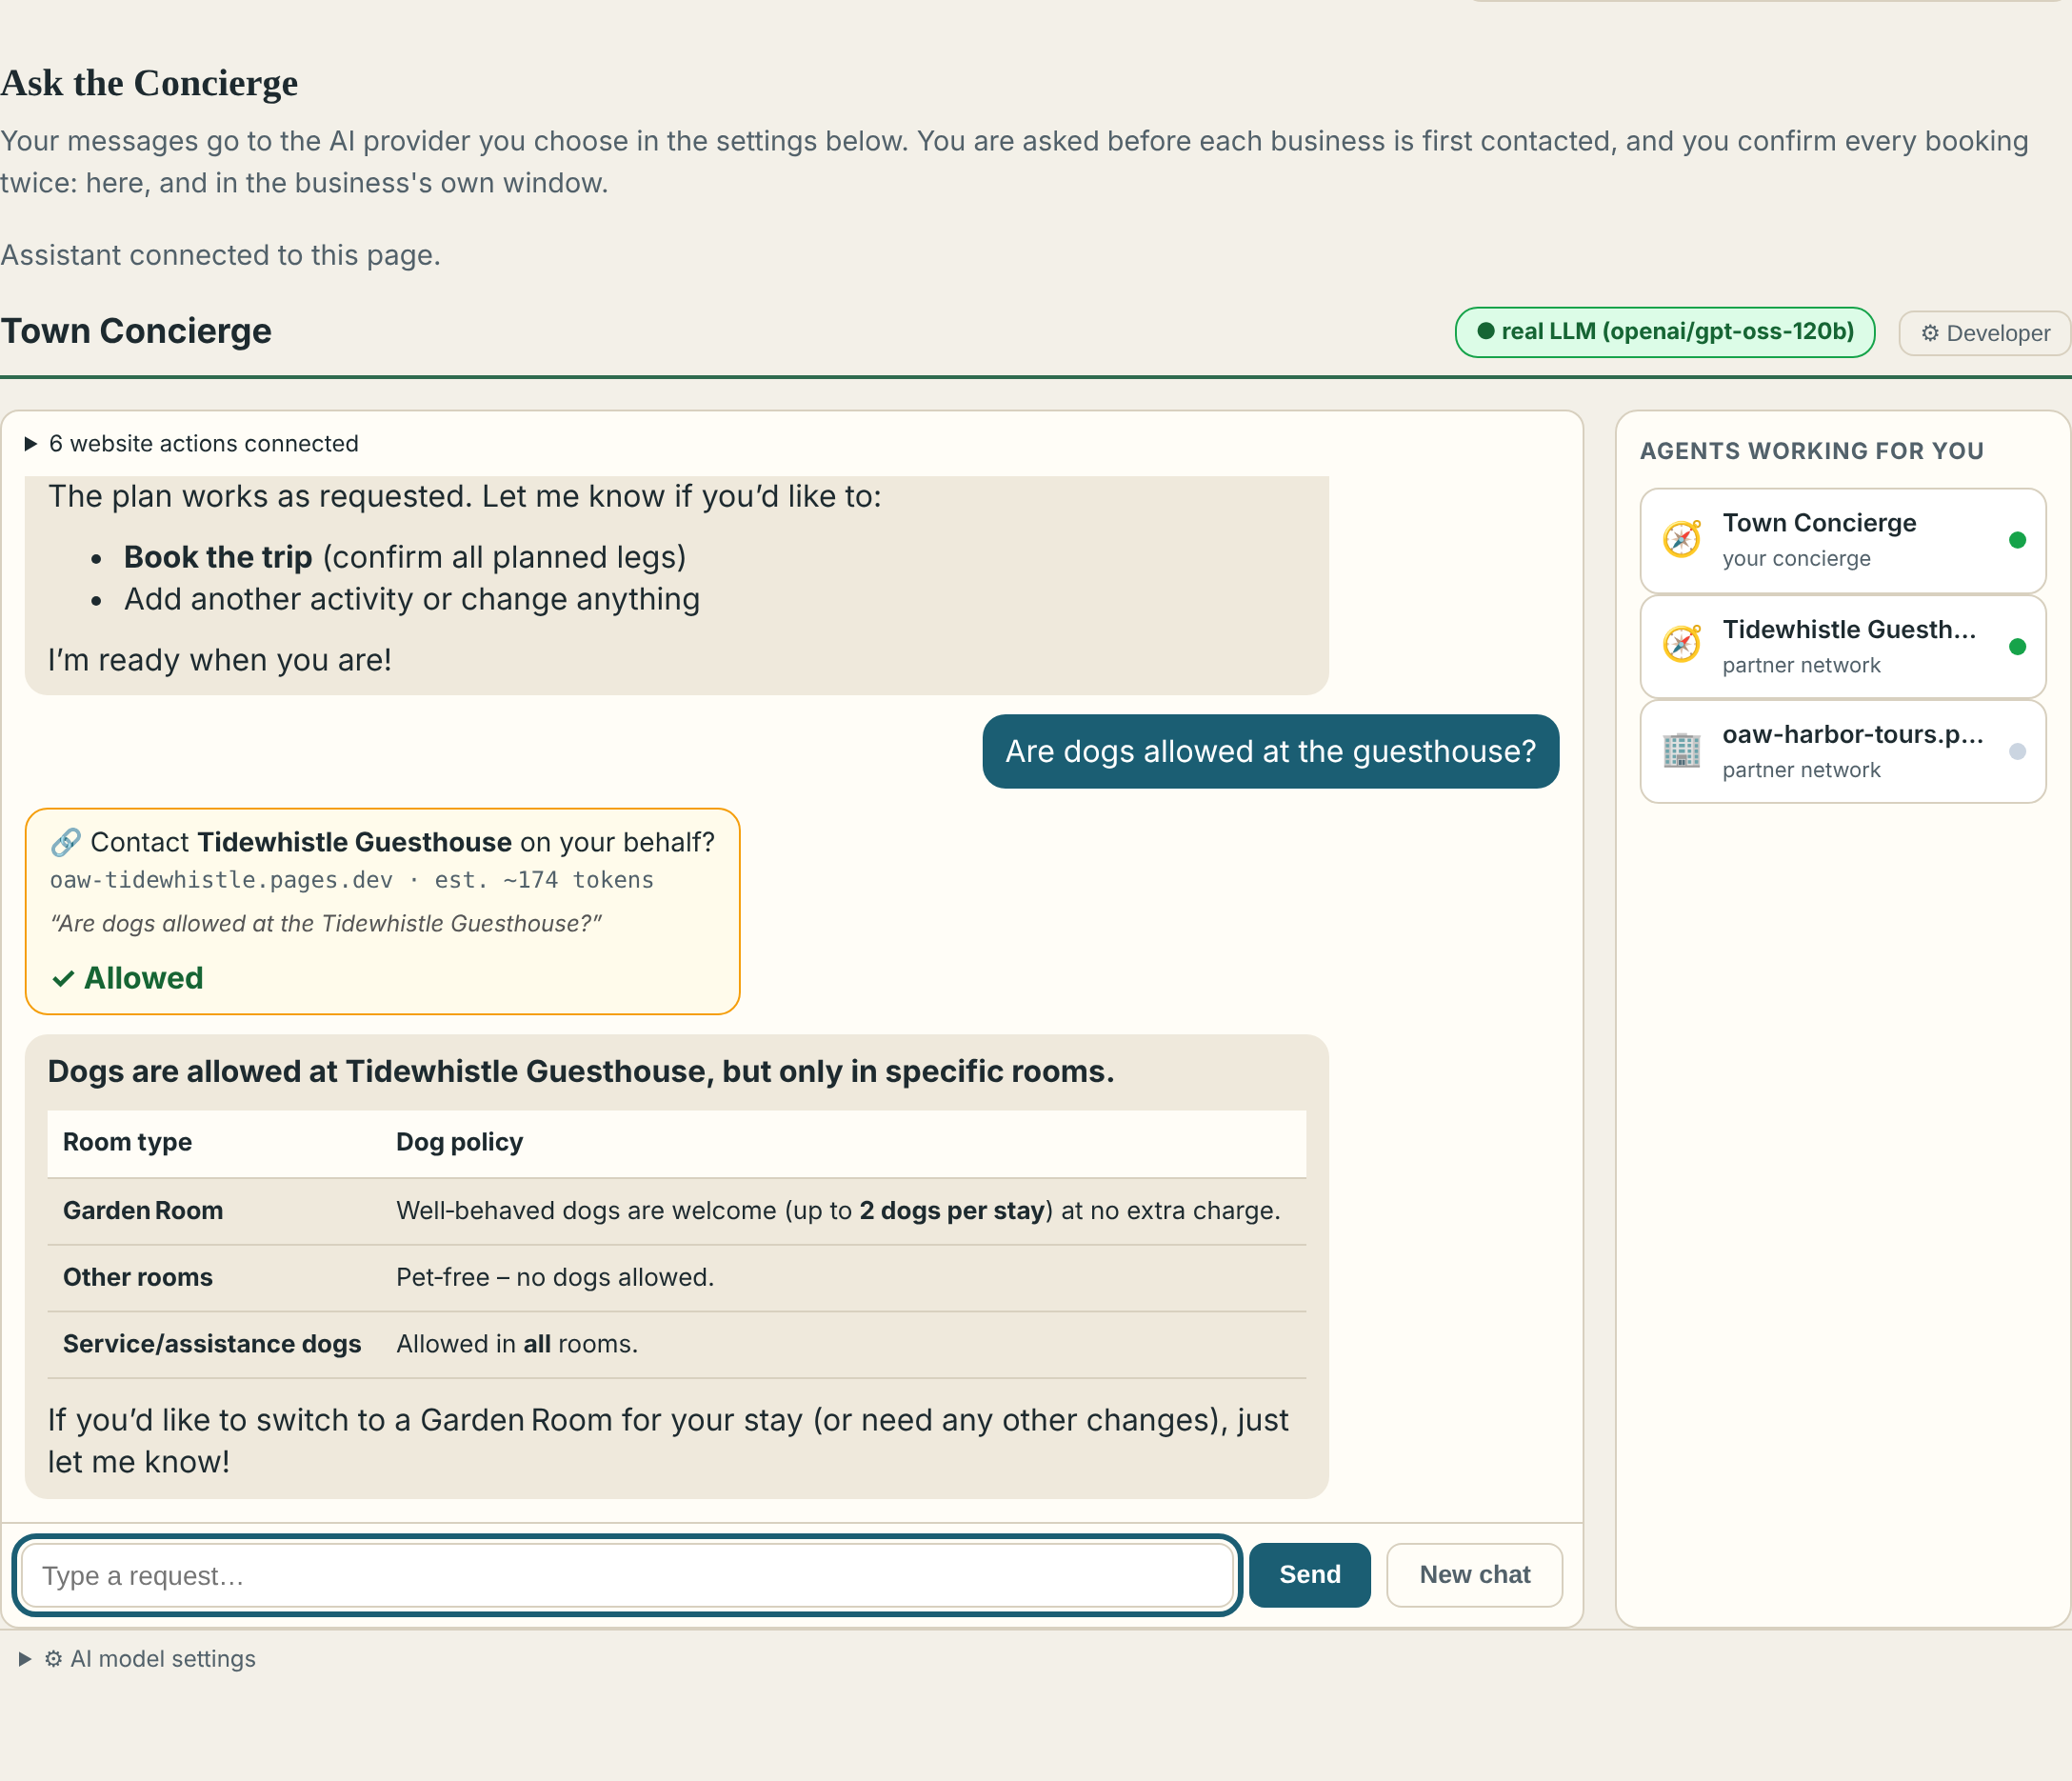 Ask the Concierge
Your messages go to the AI provider you choose in the settings below. You are asked before each business is first contacted, and you confirm every booking
twice: here, and in the business's own window.
Assistant connected to this page.
Town Concierge
● real LLM (openai/gpt-oss-120b)
⚙ Developer
▶ 6 website actions connected
The plan works as requested. Let me know if you’d like to:
• Book the trip (confirm all planned legs)
• Add another activity or change anything
I’m ready when you are!
Are dogs allowed at the guesthouse?
🔗 Contact Tidewhistle Guesthouse on your behalf?
oaw-tidewhistle.pages.dev · est. ~174 tokens
“Are dogs allowed at the Tidewhistle Guesthouse?”
✓ Allowed
Dogs are allowed at Tidewhistle Guesthouse, but only in specific rooms.
Room type Dog policy
Garden Room Well-behaved dogs are welcome (up to 2 dogs per stay) at no extra charge.
Other rooms Pet-free – no dogs allowed.
Service/assistance dogs Allowed in all rooms.
If you’d like to switch to a Garden Room for your stay (or need any other changes), just
let me know!
Type a request…
Send
New chat
AGENTS WORKING FOR YOU
Town Concierge
your concierge
Tidewhistle Guesth…
partner network
oaw-harbor-tours.p…
partner network
▶ ⚙ AI model settings